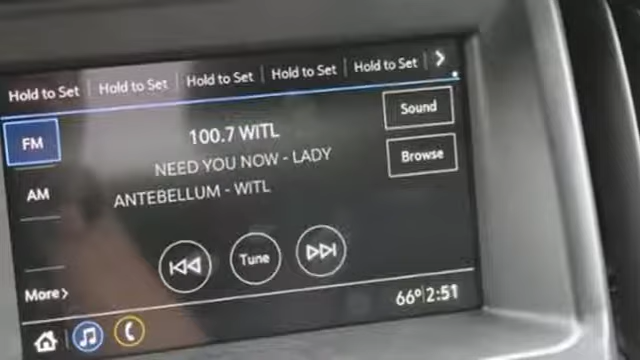 Hold to Set Hold to Set Hold to Set Hold to Set Hold to Set
FM
100.7 WITL
Sound
NEED YOU NOW - LADY
Browse
AM
ANTEBELLUM - WITL
Tune
More
66° 2:51